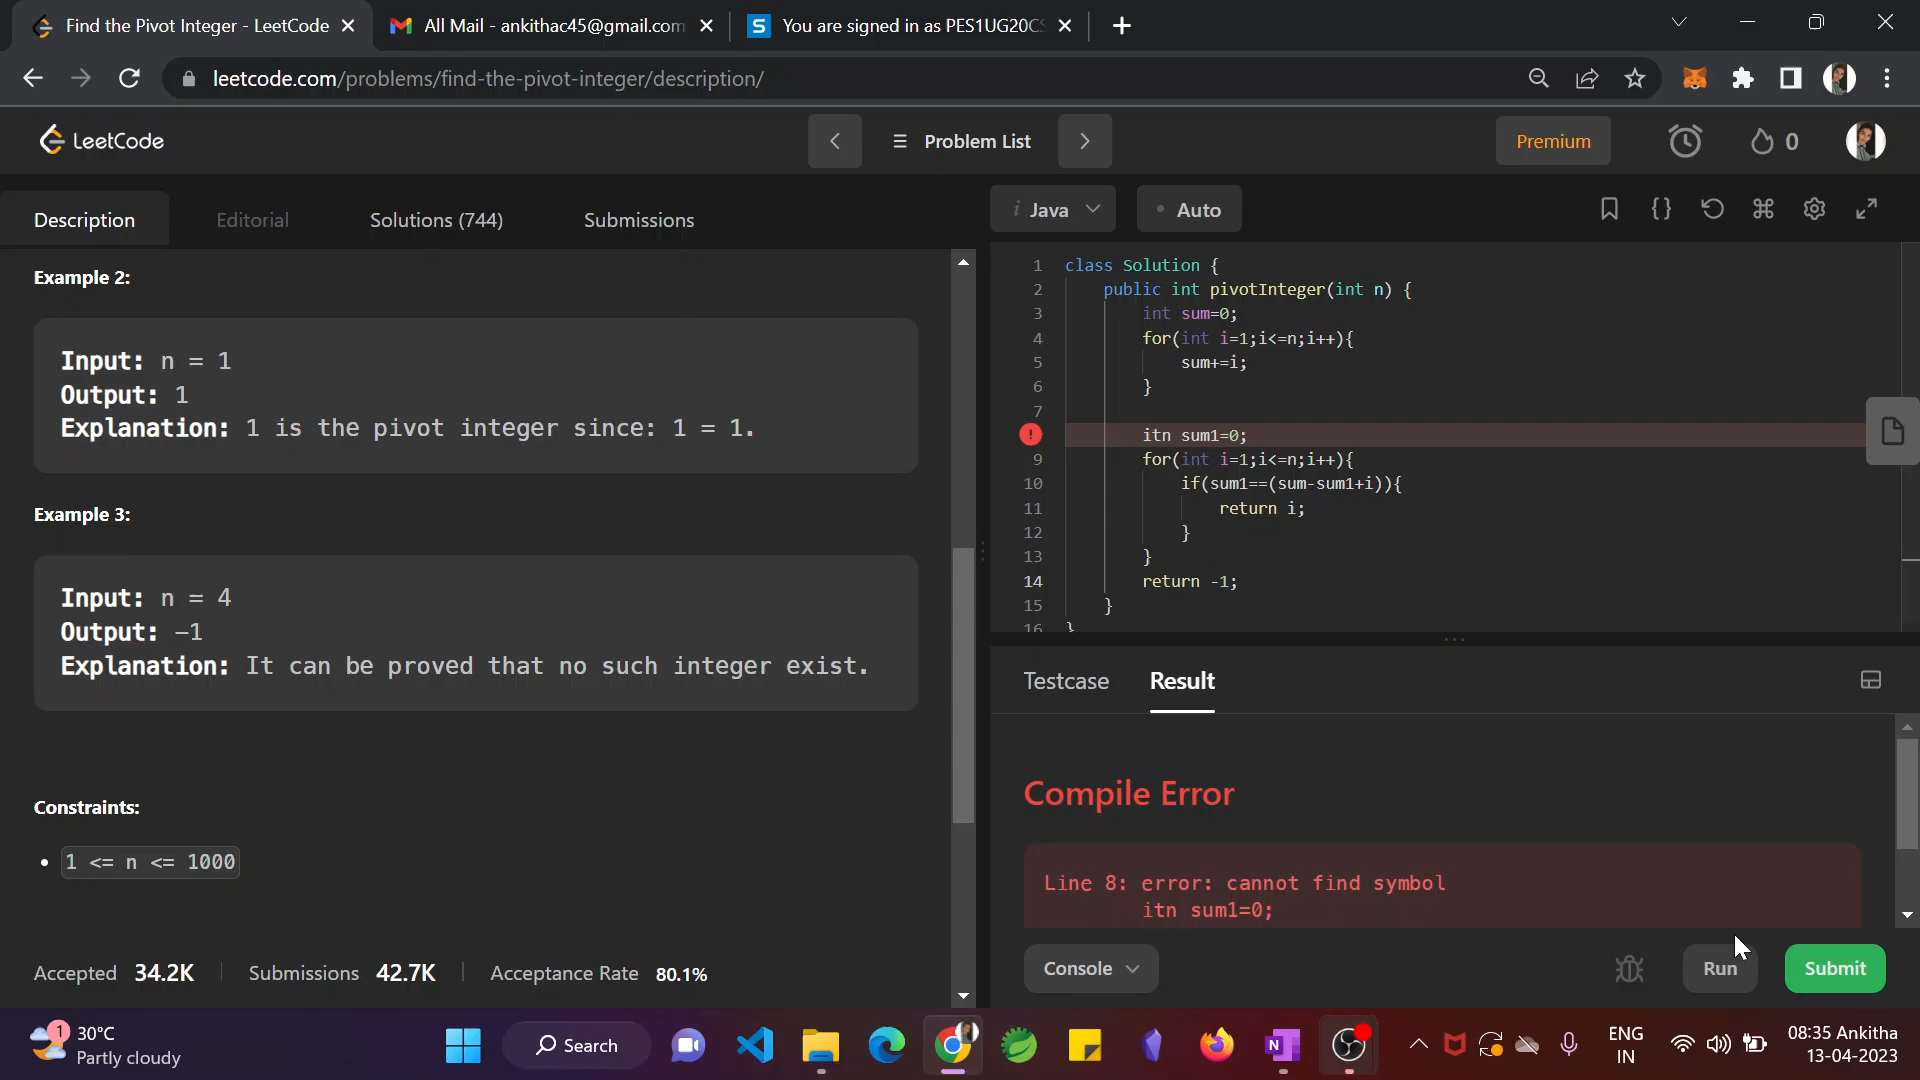 Find the Pivot Integer - LeetCode
All Mail - ankithac45@gmail.com
S You are signed in as PES1UG20CS
leetcode.com/problems/find-the-pivot-integer/description/
LeetCode
Problem List
Premium
0
Description
Editorial
Solutions (744)
Submissions
i Java
• Auto
Example 2:
Input: n = 1
Output: 1
Explanation: 1 is the pivot integer since: 1 = 1.
Example 3:
Input: n = 4
Output: -1
Explanation: It can be proved that no such integer exist.
Constraints:
• 1 <= n <= 1000
Accepted 34.2K
Submissions 42.7K
Acceptance Rate 80.1%
1 class Solution {
2 public int pivotInteger(int n) {
3 int sum=0;
4 for(int i=1;i<=n;i++){
5 sum+=i;
6 }
7
! itn sum1=0;
9 for(int i=1;i<=n;i++){
10 if(sum1==(sum-sum1+i)){
11 return i;
12 }
13 }
14 return -1;
15 }
16 }
Testcase
Result
Compile Error
Line 8: error: cannot find symbol
itn sum1=0;
Console
Run
Submit
1
30°C
Partly cloudy
Search
N
ENG
IN
08:35 Ankitha
13-04-2023